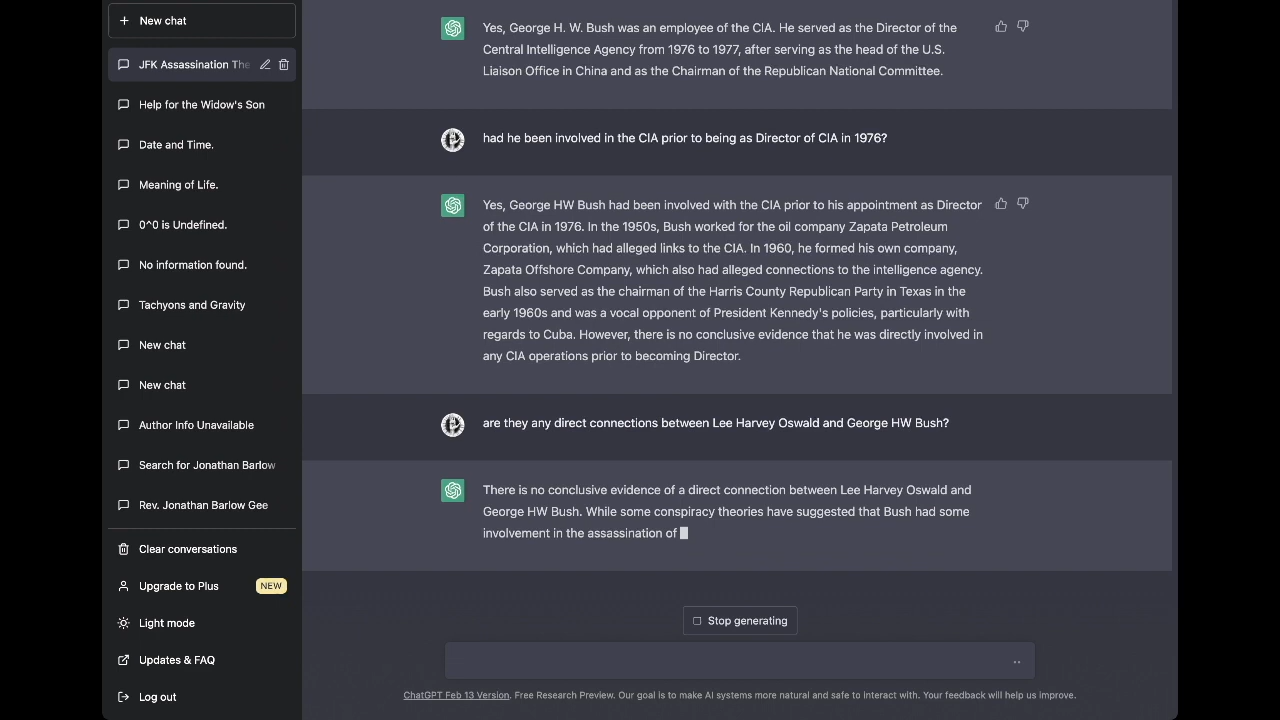 New chat
JFK Assassination The
Help for the Widow's Son
Date and Time.
Meaning of Life.
0^0 is Undefined.
No information found.
Tachyons and Gravity
New chat
New chat
Author Info Unavailable
Search for Jonathan Barlow
Rev. Jonathan Barlow Gee
Clear conversations
Upgrade to Plus NEW
Light mode
Updates & FAQ
Log out
Yes, George H. W. Bush was an employee of the CIA. He served as the Director of the
Central Intelligence Agency from 1976 to 1977, after serving as the head of the U.S.
Liaison Office in China and as the Chairman of the Republican National Committee.
had he been involved in the CIA prior to being as Director of CIA in 1976?
Yes, George HW Bush had been involved with the CIA prior to his appointment as Director
of the CIA in 1976. In the 1950s, Bush worked for the oil company Zapata Petroleum
Corporation, which had alleged links to the CIA. In 1960, he formed his own company,
Zapata Offshore Company, which also had alleged connections to the intelligence agency.
Bush also served as the chairman of the Harris County Republican Party in Texas in the
early 1960s and was a vocal opponent of President Kennedy's policies, particularly with
regards to Cuba. However, there is no conclusive evidence that he was directly involved in
any CIA operations prior to becoming Director.
are they any direct connections between Lee Harvey Oswald and George HW Bush?
There is no conclusive evidence of a direct connection between Lee Harvey Oswald and
George HW Bush. While some conspiracy theories have suggested that Bush had some
involvement in the assassination of
Stop generating
ChatGPT Feb 13 Version. Free Research Preview. Our goal is to make AI systems more natural and safe to interact with. Your feedback will help us improve.